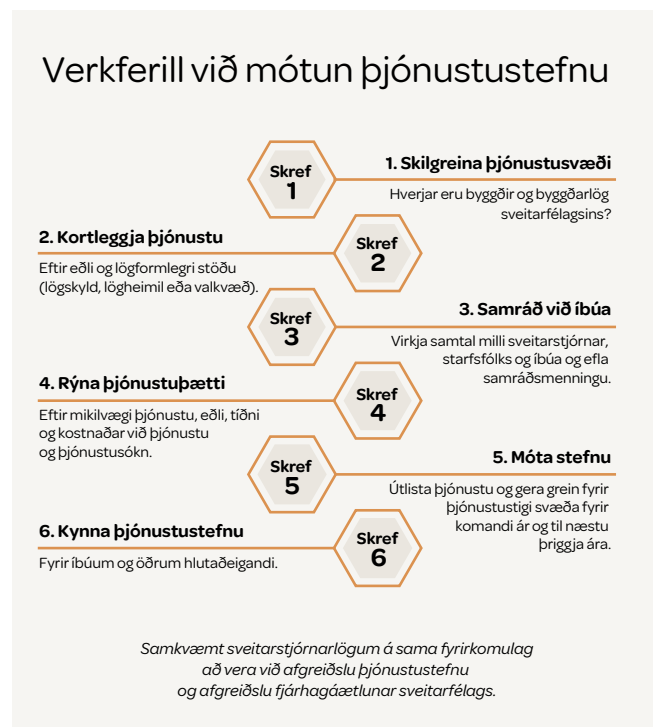 Verkferill við mótun þjónustustefnu
Skref
1
1. Skilgreina þjónustusvæði
Hverjar eru byggðir og byggðarlög
sveitarfélagsins?
2. Kortleggja þjónustu
Eftir eðli og lögformlegri stöðu
(lögskyld, lögheimil eða valkvæð).
Skref
2
Skref
3
3. Samráð við íbúa
Virkja samtal milli sveitarstjórnar,
starfsfólks og íbúa og efla
samráðsmenningu.
4. Rýna þjónustuþætti
Eftir mikilvægi þjónustu, eðli, tíðni
og kostnaðar við þjónustu
og þjónustusókn.
Skref
4
Skref
5
5. Móta stefnu
Útlista þjónustu og gera grein fyrir
þjónustustigi svæða fyrir
komandi ár og til næstu
þriggja ára.
6. Kynna þjónustustefnu
Fyrir íbúum og öðrum hlutaðeigandi.
Skref
6
Samkvæmt sveitarstjórnarlögum á sama fyrirkomulag
að vera við afgreiðslu þjónustustefnu
og afgreiðslu fjárhagáætlunar sveitarfélags.